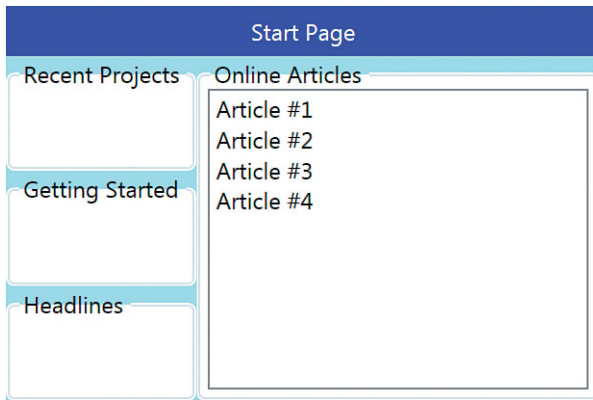 Start Page
Recent Projects
Getting Started
Headlines
Online Articles
Article #1
Article #2
Article #3
Article #4